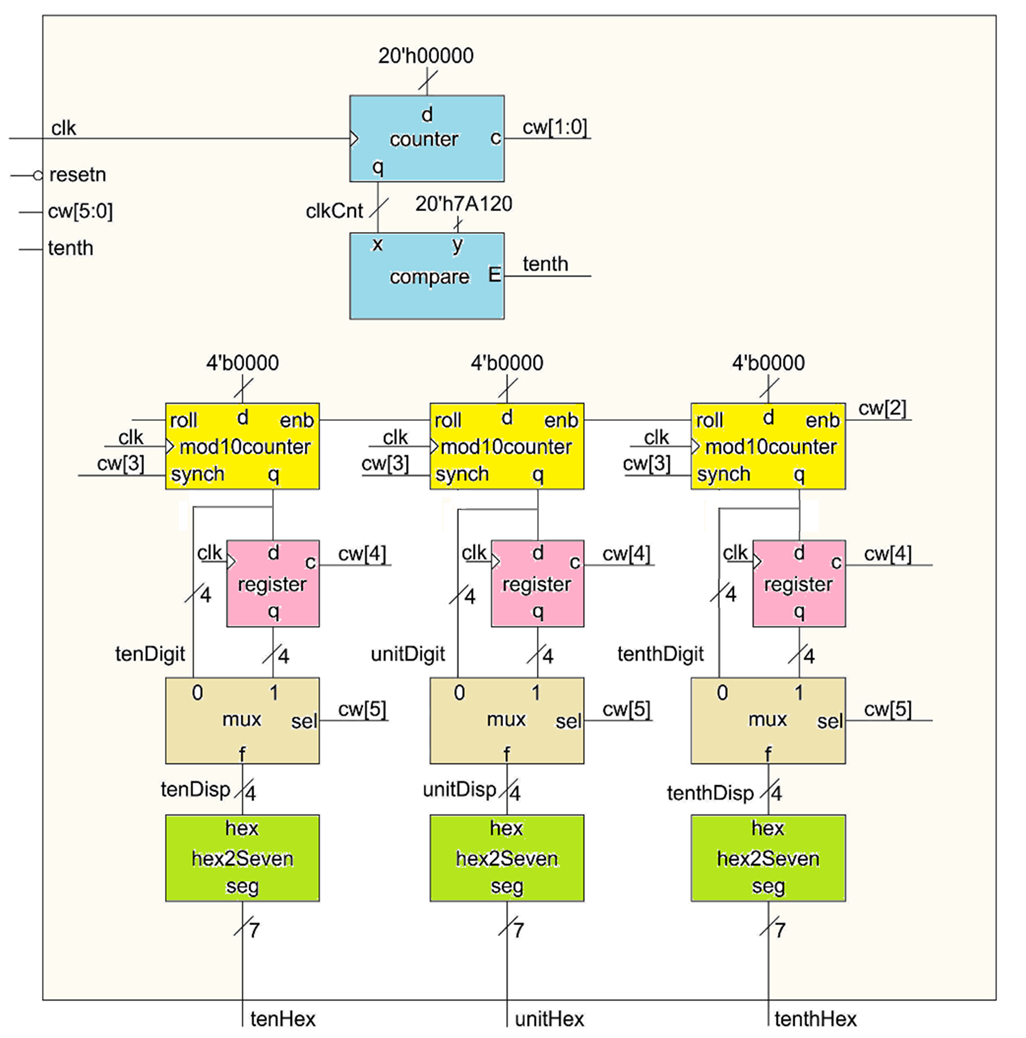 20'h00000
clk
d
counter
c
cw[1:0]
q
resetn
clkCnt
20'h7A120
cw[5:0]
x
y
tenth
compare
E
tenth
4'b0000
4'b0000
4'b0000
roll d enb
roll d enb
roll d enb
cw[2]
clk
mod10counter
clk
mod10counter
clk
mod10counter
cw[3]
synch q
cw[3]
synch q
cw[3]
synch q
clk
d
c
cw[4]
clk
d
c
cw[4]
clk
d
c
cw[4]
register
register
register
4
q
4
q
4
q
tenDigit
4
unitDigit
4
tenthDigit
4
0 1
0 1
0 1
mux
sel
cw[5]
mux
sel
cw[5]
mux
sel
cw[5]
f
f
f
tenDisp
4
unitDisp
4
tenthDisp
4
hex
hex
hex
hex2Seven
hex2Seven
hex2Seven
seg
seg
seg
7
7
7
tenHex
unitHex
tenthHex